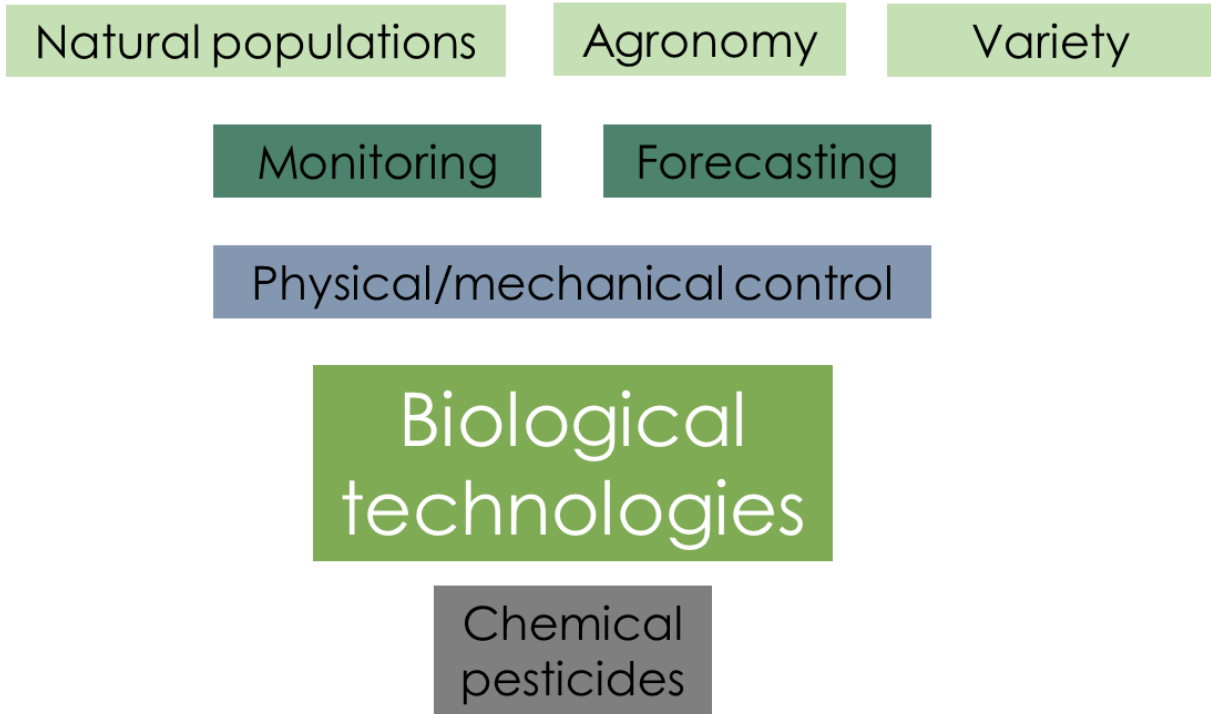 Natural populations
Agronomy
Variety
Monitoring
Forecasting
Physical/mechanical control
Biological
technologies
Chemical
pesticides